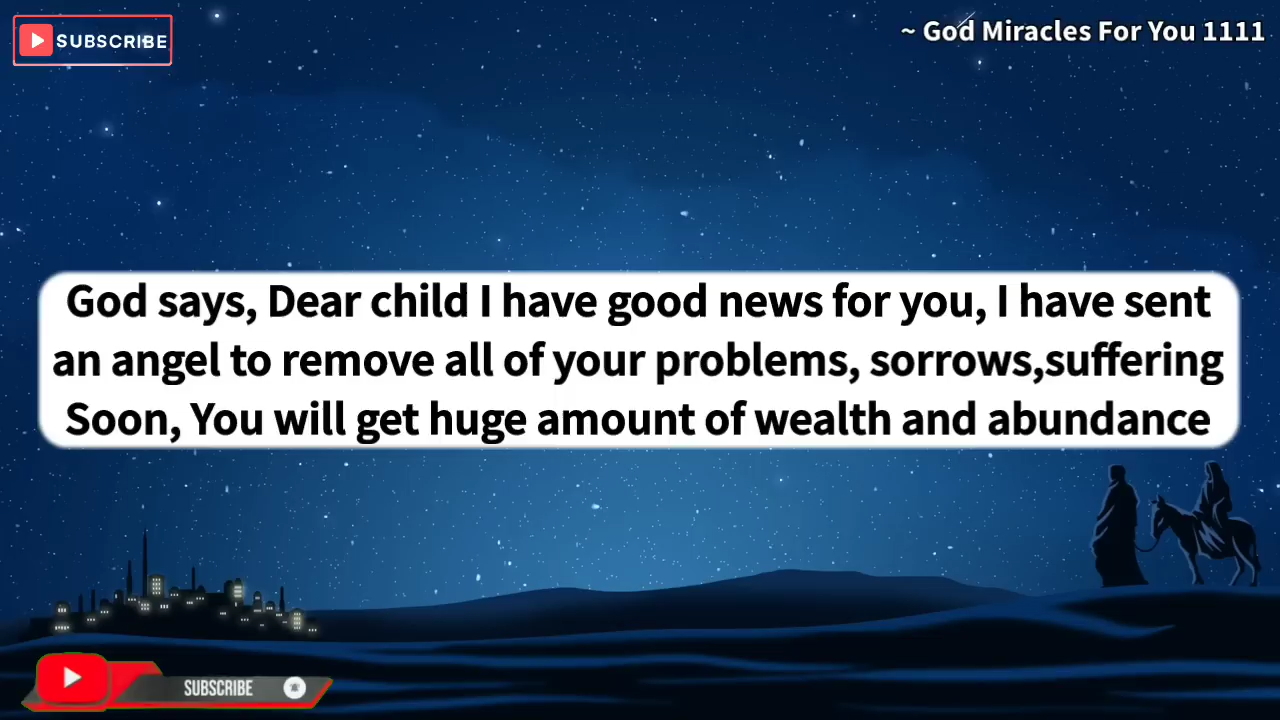 SUBSCRIBE
~ God Miracles For You 1111
God says, Dear child I have good news for you, I have sent
an angel to remove all of your problems, sorrows,suffering
Soon, You will get huge amount of wealth and abundance
SUBSCRIBE